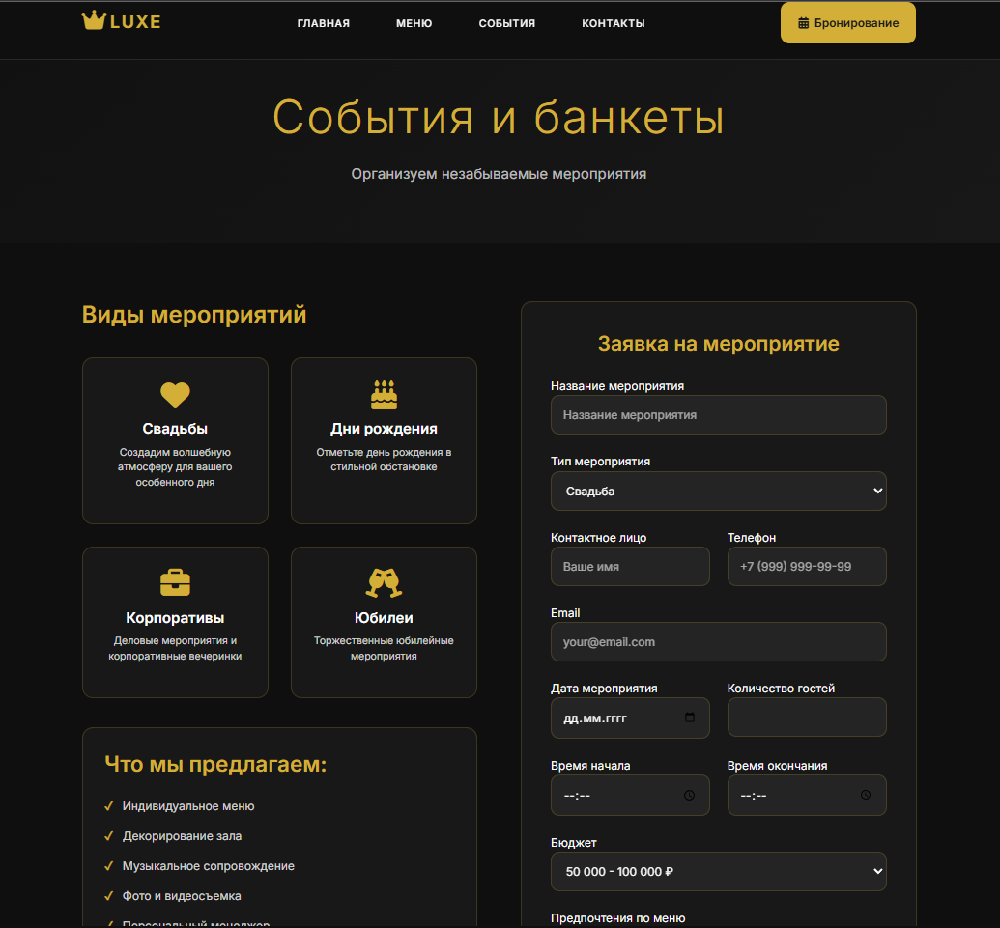 LUXE
ГЛАВНАЯ
МЕНЮ
СОБЫТИЯ
КОНТАКТЫ
Бронирование
События и банкеты
Организуем незабываемые мероприятия
Виды мероприятий
Свадьбы
Создадим волшебную
атмосферу для вашего
особенного дня
Дни рождения
Отметьте день рождения в
стильной обстановке
Корпоративы
Деловые мероприятия и
корпоративные вечеринки
Юбилеи
Торжественные юбилейные
мероприятия
Что мы предлагаем:
Индивидуальное меню
Декорирование зала
Музыкальное сопровождение
Фото и видеосъемка
Персональный менеджер
Заявка на мероприятие
Название мероприятия
Название мероприятия
Тип мероприятия
Свадьба
Контактное лицо
Ваше имя
Телефон
+7 (999) 999-99-99
Email
your@email.com
Дата мероприятия
дд.мм.гггг
Количество гостей
Время начала
--:--
Время окончания
--:--
Бюджет
50 000 - 100 000 ₽
Предпочтения по меню